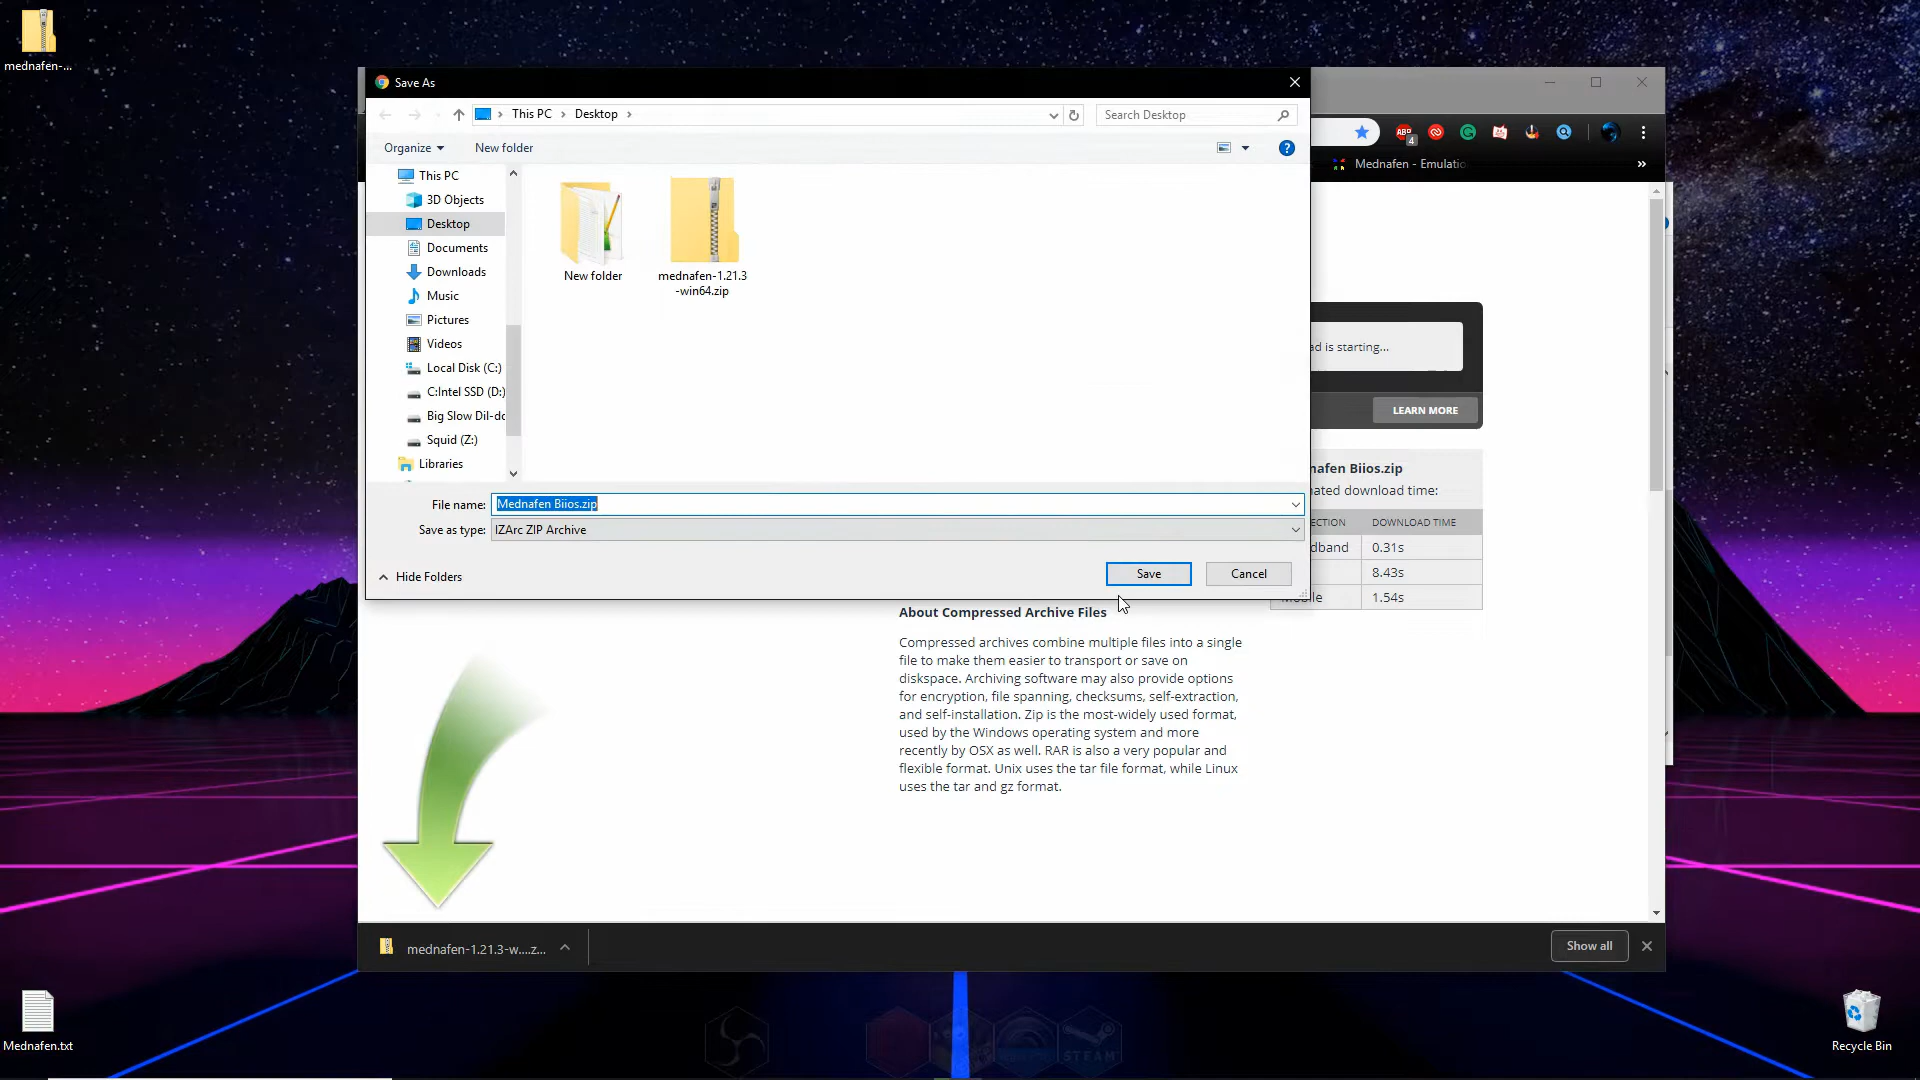 mednafen-...
Save As
This PC
Desktop
Search Desktop
Organize
New folder
?
4
Mednafen - Emulatio
»
This PC
3D Objects
Desktop
Documents
Downloads
Music
Pictures
Videos
Local Disk (C:)
C:Intel SSD (D:)
Big Slow Dil-do
Squid (Z:)
Libraries
New folder
mednafen-1.21.3
-win64.zip
ad is starting...
LEARN MORE
nafen Biios.zip
ated download time:
ECTION DOWNLOAD TIME
dband 0.31s
8.43s
Mobile 1.54s
File name: Mednafen Biios.zip
Save as type: IZArc ZIP Archive
Hide Folders
Save
Cancel
About Compressed Archive Files
Compressed archives combine multiple files into a single
file to make them easier to transport or save on
diskspace. Archiving software may also provide options
for encryption, file spanning, checksums, self-extraction,
and self-installation. Zip is the most-widely used format,
used by the Windows operating system and more
recently by OSX as well. RAR is also a very popular and
flexible format. Unix uses the tar file format, while Linux
uses the tar and gz format.
mednafen-1.21.3-w....z...
Show all
Mednafen.txt
STEAM
Recycle Bin